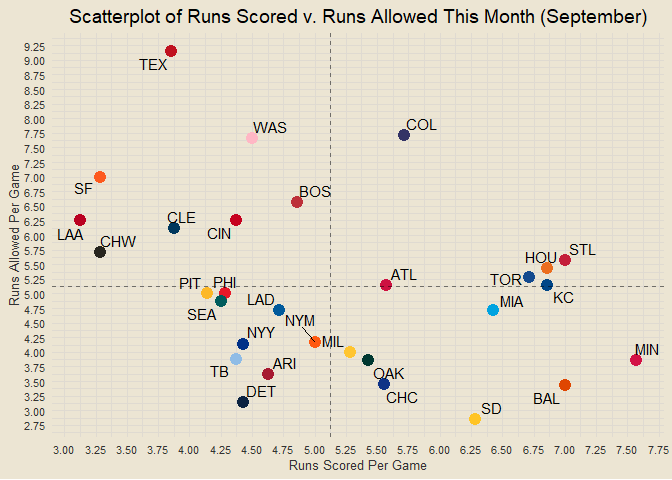 Scatterplot of Runs Scored v. Runs Allowed This Month (September)
Runs Allowed Per Game
9.25
9.00
8.75
8.50
8.25
8.00
7.75
7.50
7.25
7.00
6.75
6.50
6.25
6.00
5.75
5.50
5.25
5.00
4.75
4.50
4.25
4.00
3.75
3.50
3.25
3.00
2.75
TEX
WAS
COL
SF
BOS
CLE
LAA
CIN
CHW
STL
HOU
ATL
TOR
PIT
PHI
KC
LAD
MIA
SEA
NYM
NYY
MIL
MIN
TB
ARI
OAK
DET
CHC
BAL
SD
3.00 3.25 3.50 3.75 4.00 4.25 4.50 4.75 5.00 5.25 5.50 5.75 6.00 6.25 6.50 6.75 7.00 7.25 7.50 7.75
Runs Scored Per Game